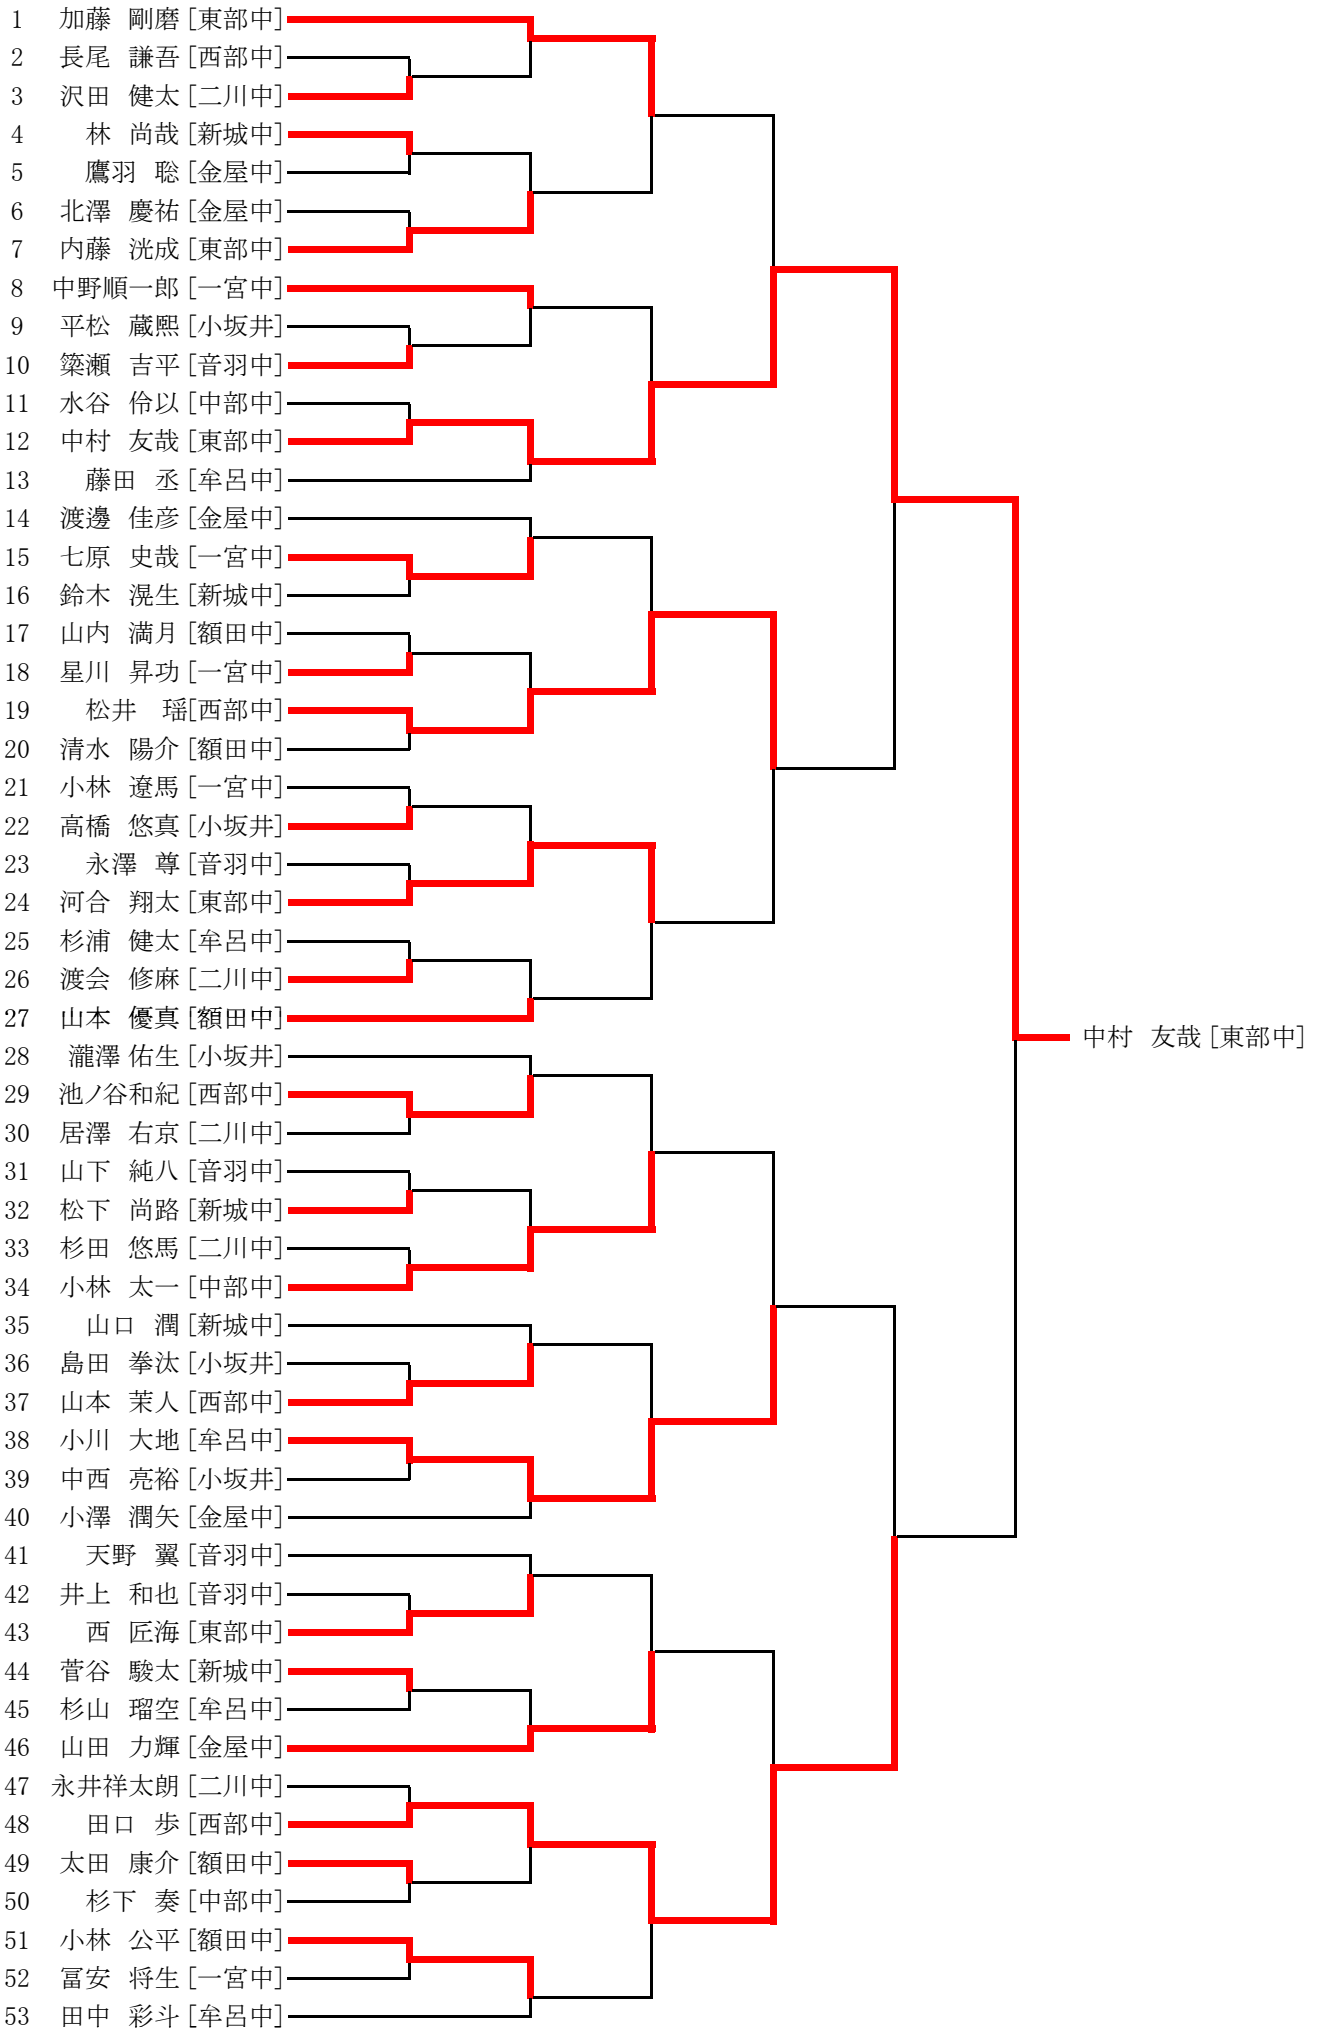 1 加藤 剛磨 [東部中]
2 長尾 謙吾 [西部中]
3 沢田 健太 [二川中]
4 林 尚哉 [新城中]
5 鷹羽 聡 [金屋中]
6 北澤 慶祐 [金屋中]
7 内藤 洸成 [東部中]
8 中野順一郎 [一宮中]
9 平松 蔵熙 [小坂井]
10 簗瀬 吉平 [音羽中]
11 水谷 伶以 [中部中]
12 中村 友哉 [東部中]
13 藤田 丞 [牟呂中]
14 渡邊 佳彦 [金屋中]
15 七原 史哉 [一宮中]
16 鈴木 滉生 [新城中]
17 山内 満月 [額田中]
18 星川 昇功 [一宮中]
19 松井 瑶[西部中]
20 清水 陽介 [額田中]
21 小林 遼馬 [一宮中]
22 高橋 悠真 [小坂井]
23 永澤 尊 [音羽中]
24 河合 翔太 [東部中]
25 杉浦 健太 [牟呂中]
26 渡会 修麻 [二川中]
27 山本 優真 [額田中]
中村 友哉 [東部中]
28 瀧澤 佑生 [小坂井]
29 池ノ谷和紀 [西部中]
30 居澤 右京 [二川中]
31 山下 純八 [音羽中]
32 松下 尚路 [新城中]
33 杉田 悠馬 [二川中]
34 小林 太一 [中部中]
35 山口 潤 [新城中]
36 島田 拳汰 [小坂井]
37 山本 茉人 [西部中]
38 小川 大地 [牟呂中]
39 中西 亮裕 [小坂井]
40 小澤 潤矢 [金屋中]
41 天野 翼 [音羽中]
42 井上 和也 [音羽中]
43 西 匠海 [東部中]
44 菅谷 駿太 [新城中]
45 杉山 瑠空 [牟呂中]
46 山田 力輝 [金屋中]
47 永井祥太朗 [二川中]
48 田口 歩 [西部中]
49 太田 康介 [額田中]
50 杉下 奏 [中部中]
51 小林 公平 [額田中]
52 冨安 将生 [一宮中]
53 田中 彩斗 [牟呂中]